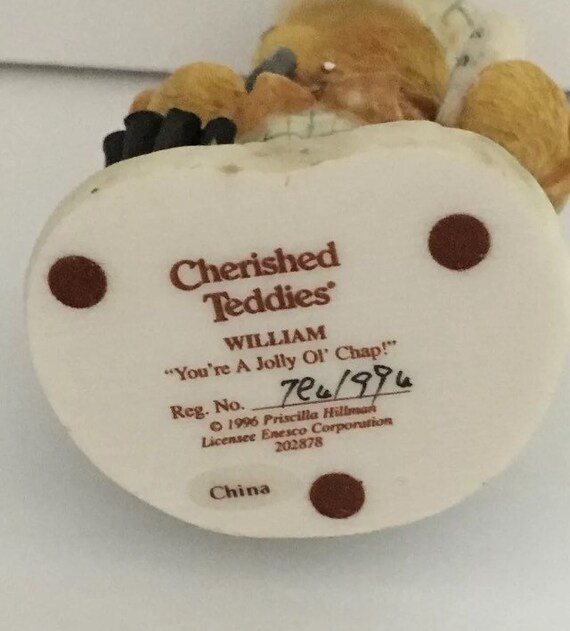 Cherished
Teddies®
WILLIAM
"You're A Jolly Ol' Chap!"
Reg. No. 7E4/994
© 1996 Priscilla Hillman
Licensee Enesco Corporation
202878
China